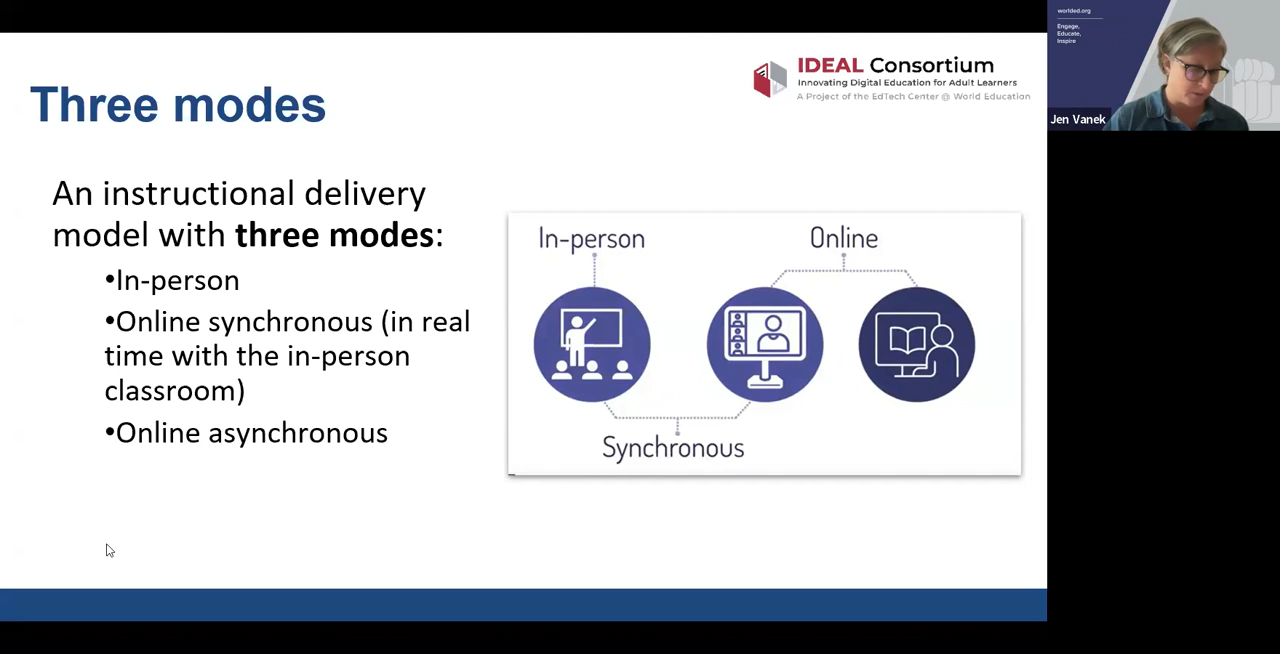 Three modes
IDEAL Consortium
Innovating Digital Education for Adult Learners
A Project of the EdTech Center @ World Education
An instructional delivery
model with three modes:
•In-person
•Online synchronous (in real
time with the in-person
classroom)
•Online asynchronous
In-person
Online
Synchronous
worlded.org
Engage,
Educate,
Inspire
Jen Vanek